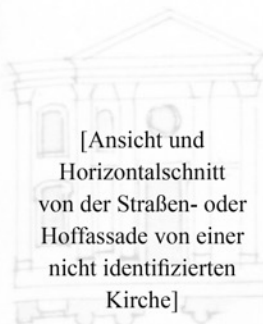 [Ansicht und
Horizontalschnitt
von der Straßen- oder
Hoffassade von einer
nicht identifizierten
Kirche]